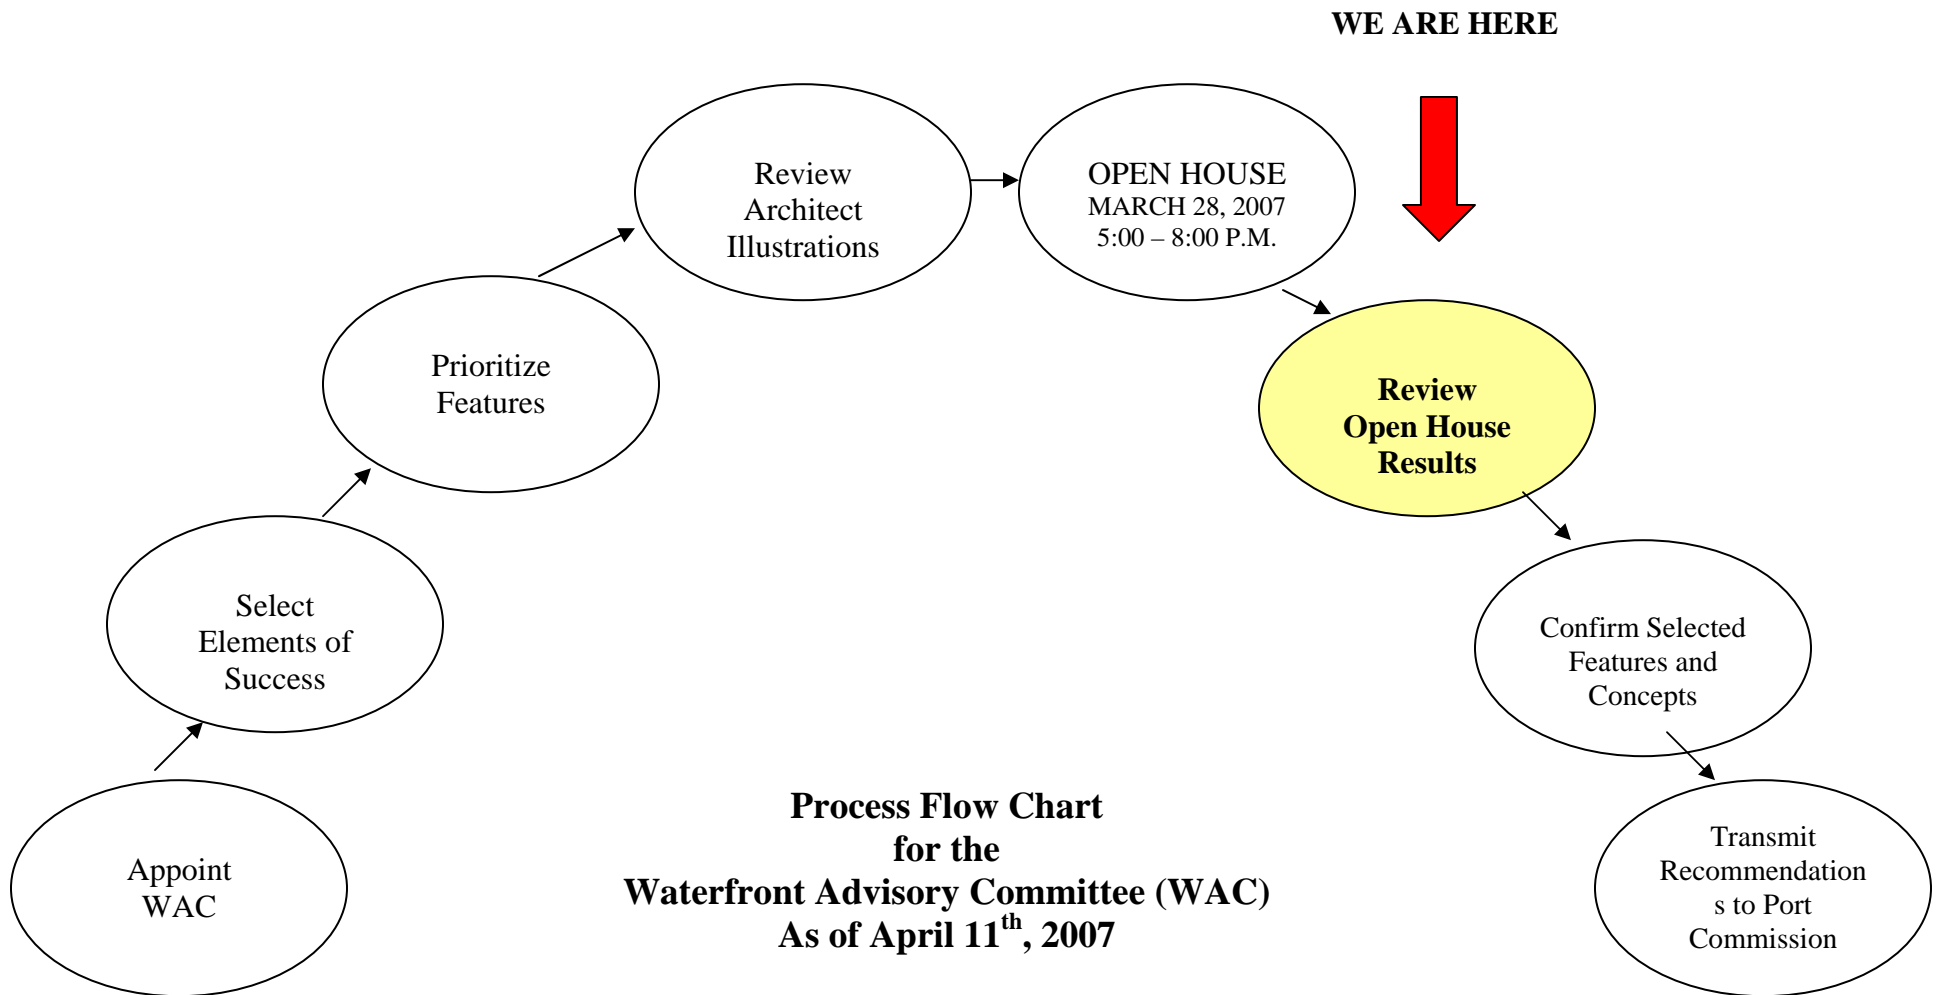 WE ARE HERE
Appoint
WAC
Select
Elements of
Success
Prioritize
Features
Review
Architect
Illustrations
OPEN HOUSE
MARCH 28, 2007
5:00 – 8:00 P.M.
Review
Open House
Results
Confirm Selected
Features and
Concepts
Transmit
Recommendation
s to Port
Commission
Process Flow Chart
for the
Waterfront Advisory Committee (WAC)
As of April 11th, 2007